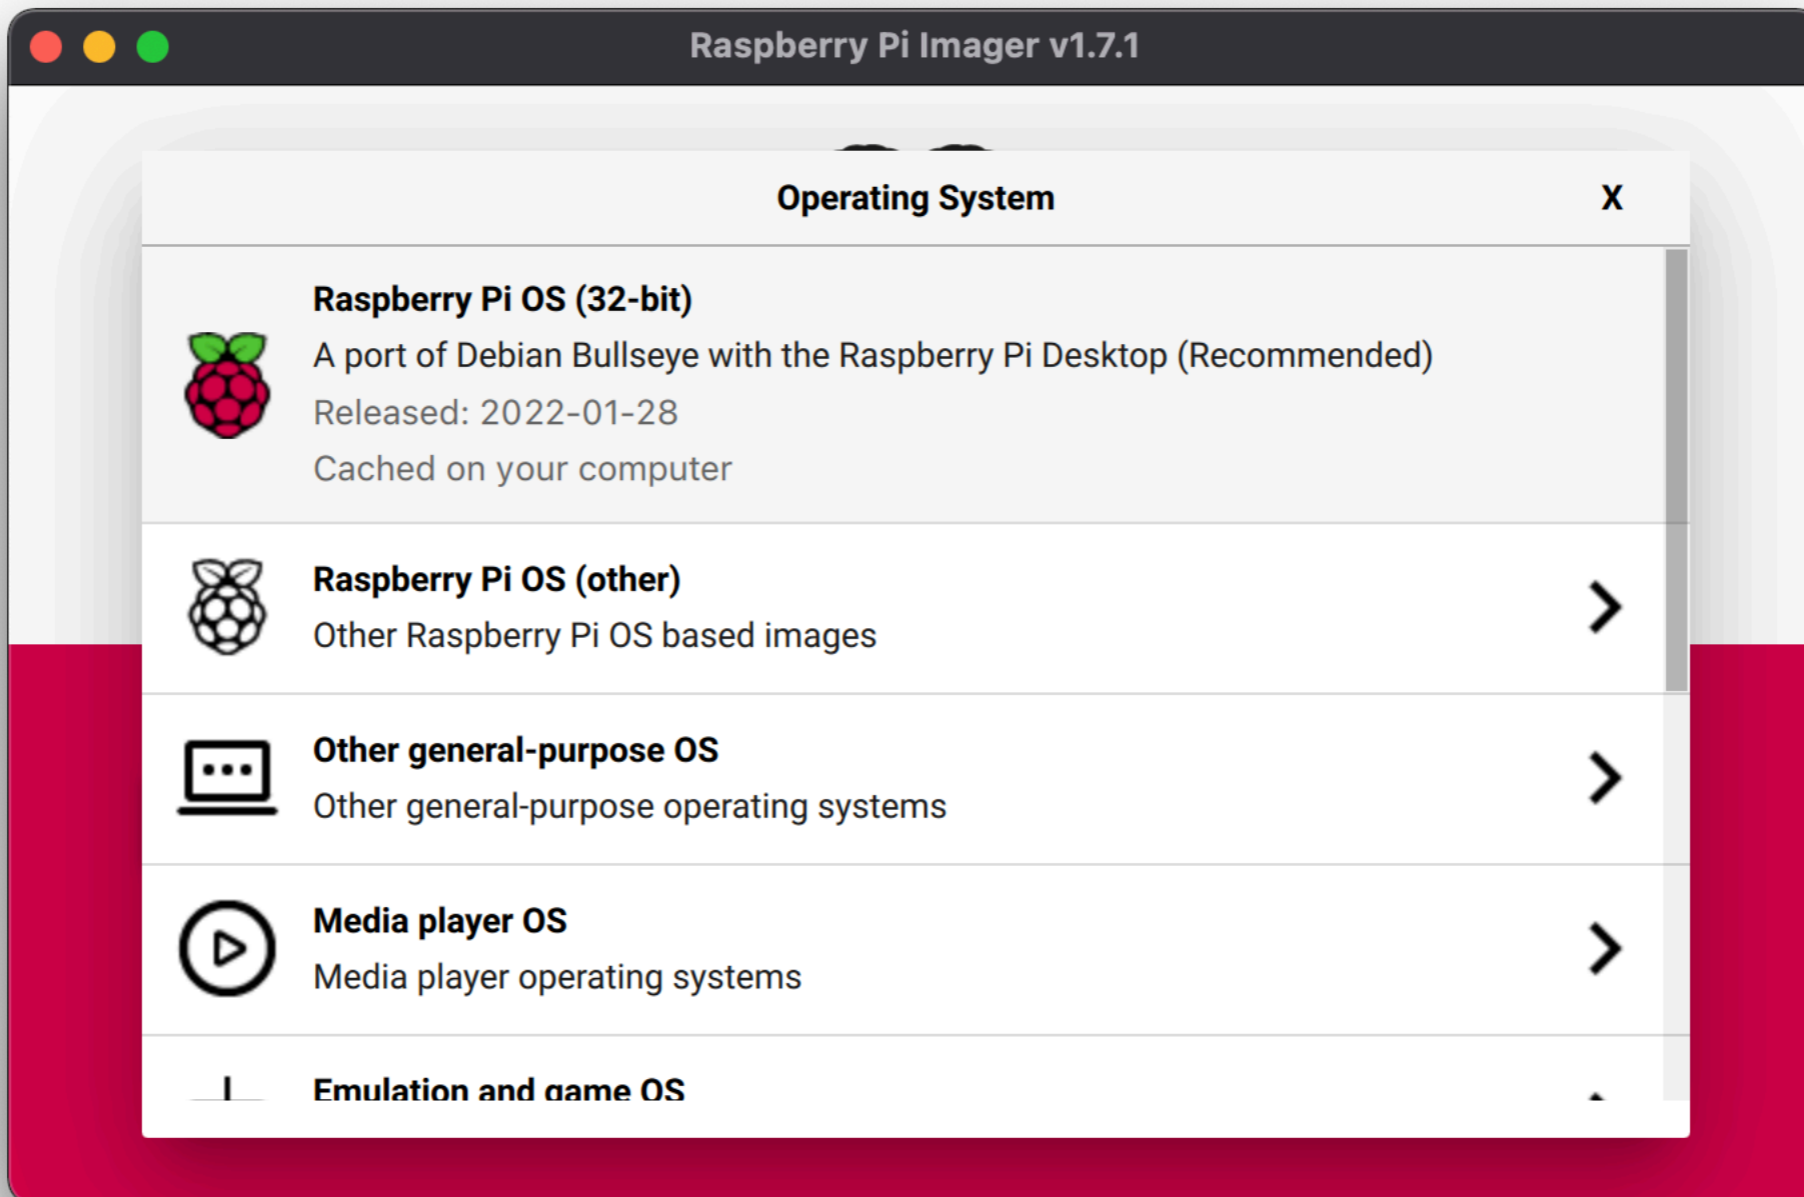 Raspberry Pi Imager v1.7.1
Operating System X
Raspberry Pi OS (32-bit)
A port of Debian Bullseye with the Raspberry Pi Desktop (Recommended)
Released: 2022-01-28
Cached on your computer
Raspberry Pi OS (other)
Other Raspberry Pi OS based images
Other general-purpose OS
Other general-purpose operating systems
Media player OS
Media player operating systems
Emulation and game OS